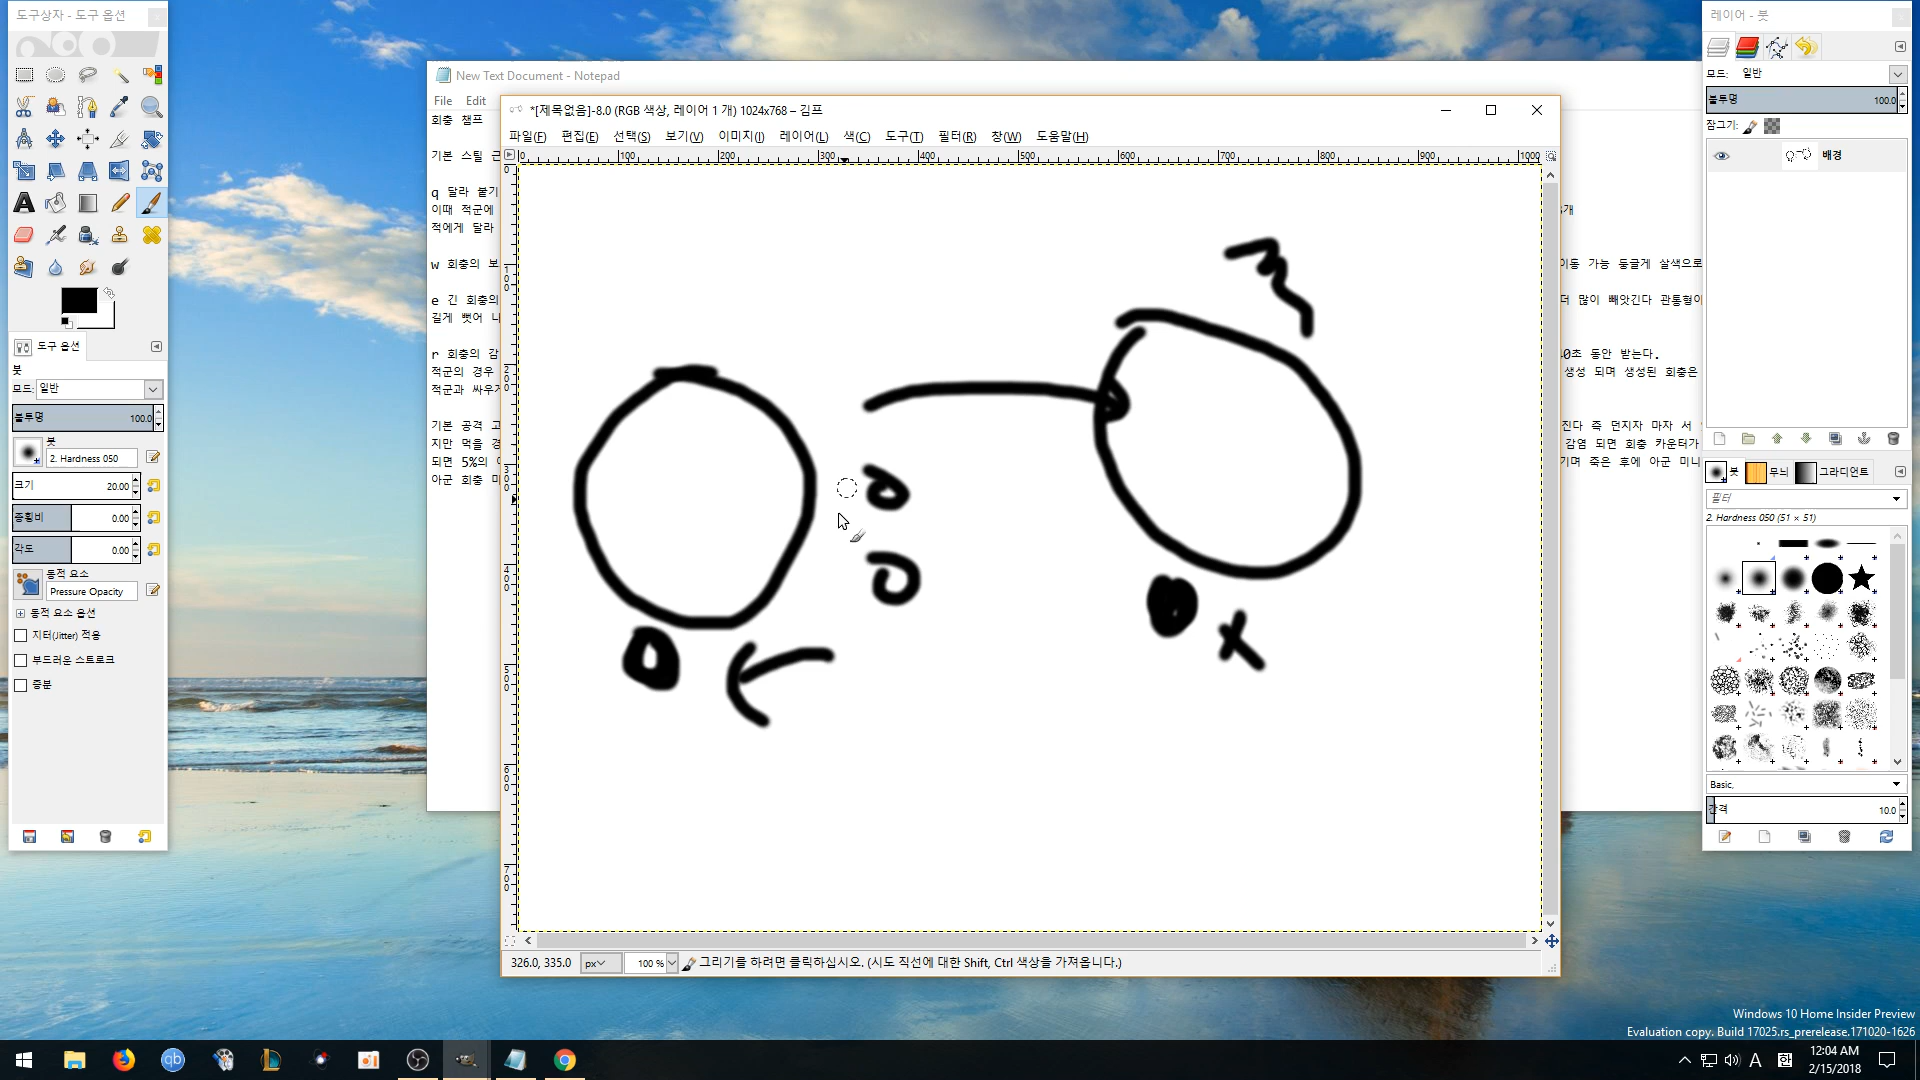 도구상자 - 도구 옵션
도구 옵션
붓
모드: 일반
불투명 100.0
붓
2. Hardness 050
크기 20.00
종횡비 0.00
각도 0.00
동적 요소
Pressure Opacity
동적 요소 옵션
지터(Jitter) 적용
부드러운 스트로크
증분
New Text Document - Notepad
File Edit
회충 챔프
기본 스틸
q 달라 붙기
이때 적군에
적에게 달라
w 회충의
e 긴 회충의
길게 뻣어
r 회충의 감
적군의 경우
적군과 싸우
기본 공격
지만 먹을
되면 5%의
아군 회충
이동 가능 둥글게 살색으로
더 많이 빼앗긴다 관통형이
초 동안 받는다.
생성 되며 생성된 회충은
진다 즉 던지자 마자 서
감염 되면 회충 카운터가
기며 죽은 후에 아군 미니
*[제목없음]-8.0 (RGB 색상, 레이어 1 개) 1024x768 – 김프
파일(F) 편집(E) 선택(S) 보기(V) 이미지(I) 레이어(L) 색(C) 도구(T) 필터(R) 창(W) 도움말(H)
0 100 200 300 400 500 600 700 800 900 1000
0
100
200
300
400
500
600
700
326.0, 335.0 px 100 % 그리기를 하려면 클릭하십시오. (시도 직선에 대한 Shift, Ctrl 색상을 가져옵니다.)
레이어 - 붓
모드: 일반
불투명 100.0
잠그기:
배경
붓 무늬 그라디언트
필터
2. Hardness 050 (51 × 51)
Basic,
간격 10.0
Windows 10 Home Insider Preview
Evaluation copy. Build 17025.rs_prerelease.171020-1626
qb
A 한 12:04 AM
2/15/2018